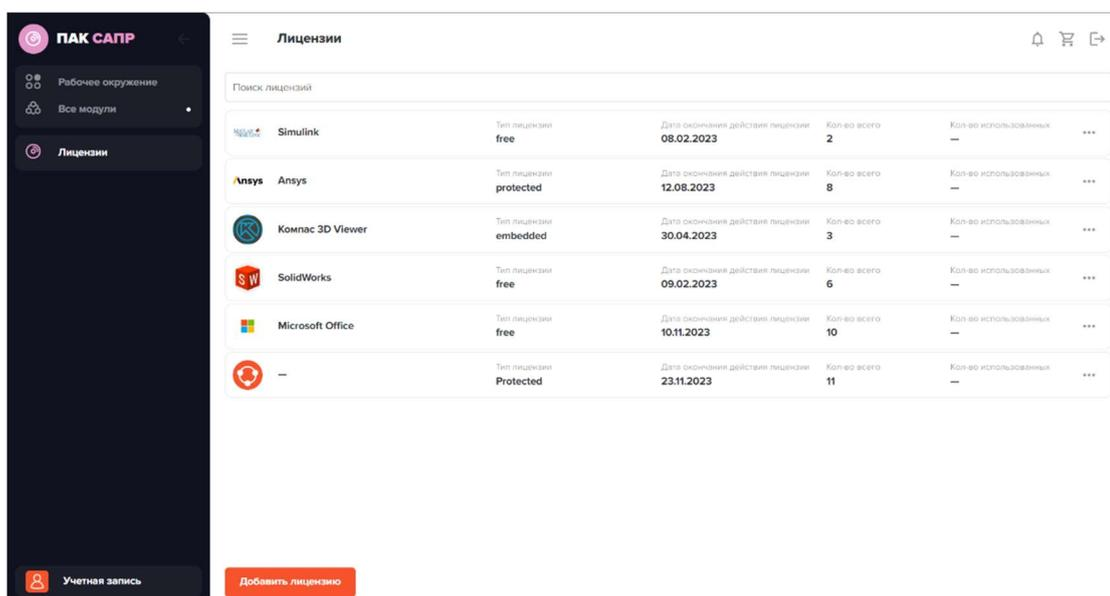 ПАК САПР
Рабочее окружение
Все модули
Лицензии
Учетная запись
Лицензии
Поиск лицензий
Simulink
Тип лицензии
free
Дата окончания действия лицензии
08.02.2023
Кол-во всего
2
Кол-во использованных
—
Ansys Ansys
Тип лицензии
protected
Дата окончания действия лицензии
12.08.2023
Кол-во всего
8
Кол-во использованных
—
Компас 3D Viewer
Тип лицензии
embedded
Дата окончания действия лицензии
30.04.2023
Кол-во всего
3
Кол-во использованных
—
SW SolidWorks
Тип лицензии
free
Дата окончания действия лицензии
09.02.2023
Кол-во всего
6
Кол-во использованных
—
Microsoft Office
Тип лицензии
free
Дата окончания действия лицензии
10.11.2023
Кол-во всего
10
Кол-во использованных
—
—
Тип лицензии
Protected
Дата окончания действия лицензии
23.11.2023
Кол-во всего
11
Кол-во использованных
—
Добавить лицензию